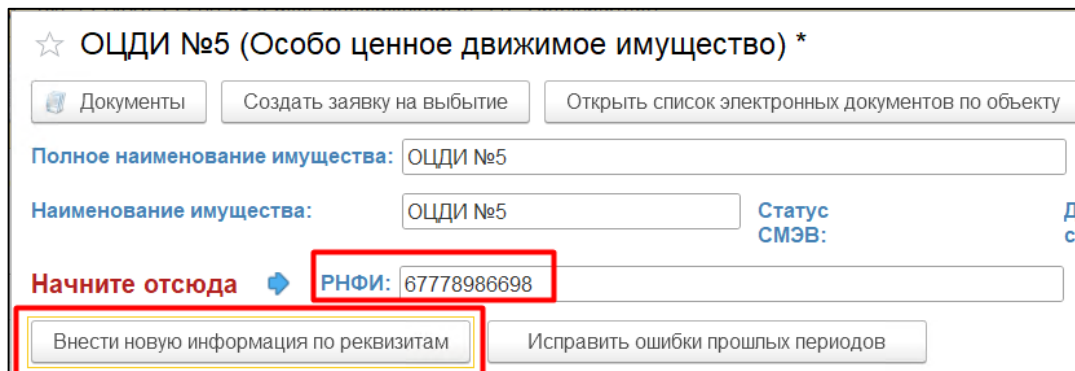 ОЦДИ №5 (Особо ценное движимое имущество) *
Документы Создать заявку на выбытие Открыть список электронных документов по объекту
Полное наименование имущества: ОЦДИ №5
Наименование имущества: ОЦДИ №5 Статус СМЭВ:
Начните отсюда РНФИ: 67778986698
Внести новую информация по реквизитам Исправить ошибки прошлых периодов